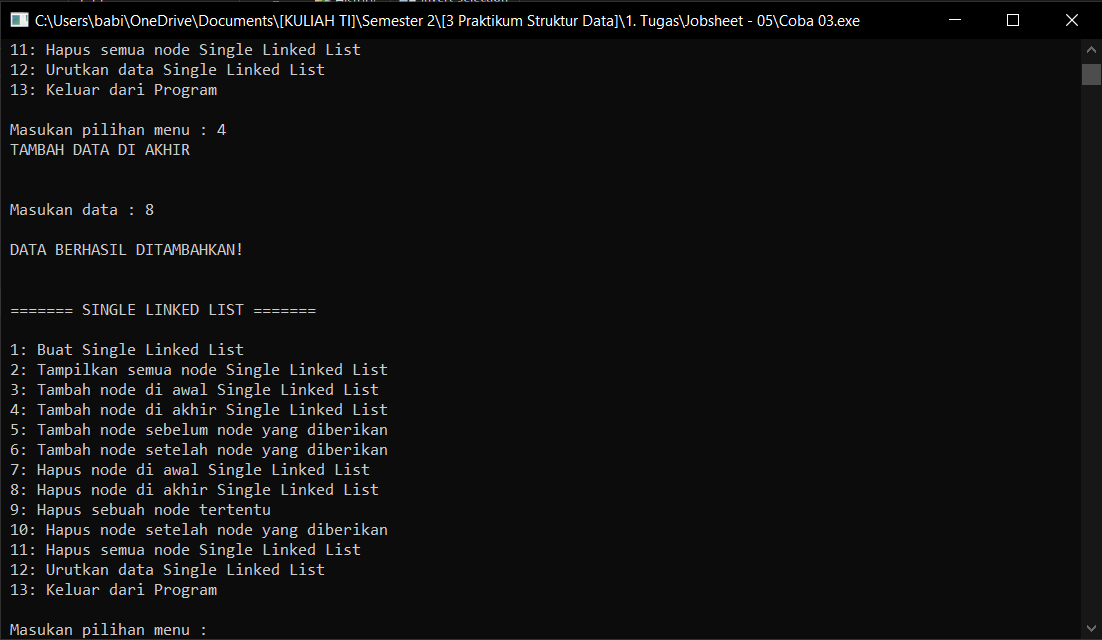 C:\Users\babi\OneDrive\Documents\[KULIAH TI]\Semester 2\[3 Praktikum Struktur Data]\1. Tugas\Jobsheet - 05\Coba 03.exe
11: Hapus semua node Single Linked List
12: Urutkan data Single Linked List
13: Keluar dari Program
Masukan pilihan menu : 4
TAMBAH DATA DI AKHIR
Masukan data : 8
DATA BERHASIL DITAMBAHKAN!
======= SINGLE LINKED LIST =======
1: Buat Single Linked List
2: Tampilkan semua node Single Linked List
3: Tambah node di awal Single Linked List
4: Tambah node di akhir Single Linked List
5: Tambah node sebelum node yang diberikan
6: Tambah node setelah node yang diberikan
7: Hapus node di awal Single Linked List
8: Hapus node di akhir Single Linked List
9: Hapus sebuah node tertentu
10: Hapus node setelah node yang diberikan
11: Hapus semua node Single Linked List
12: Urutkan data Single Linked List
13: Keluar dari Program
Masukan pilihan menu :